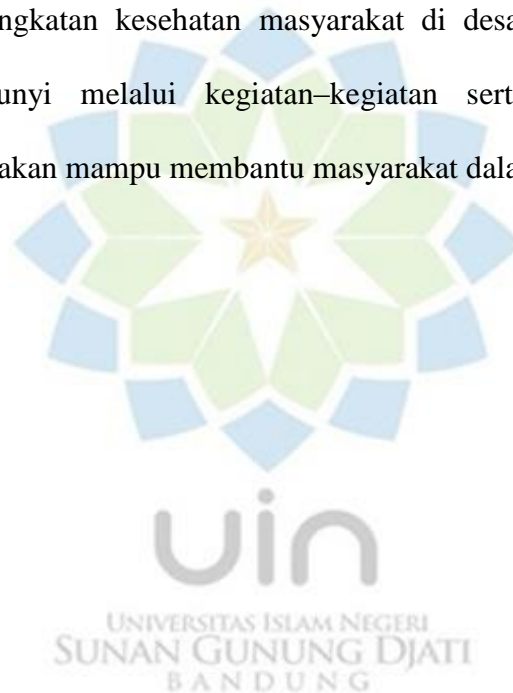 ngkatan kesehatan masyarakat di desa
unyi melalui kegiatan–kegiatan sert
akan mampu membantu masyarakat dala
uin
UNIVERSITAS ISLAM NEGERI
SUNAN GUNUNG DJATI
BANDUNG